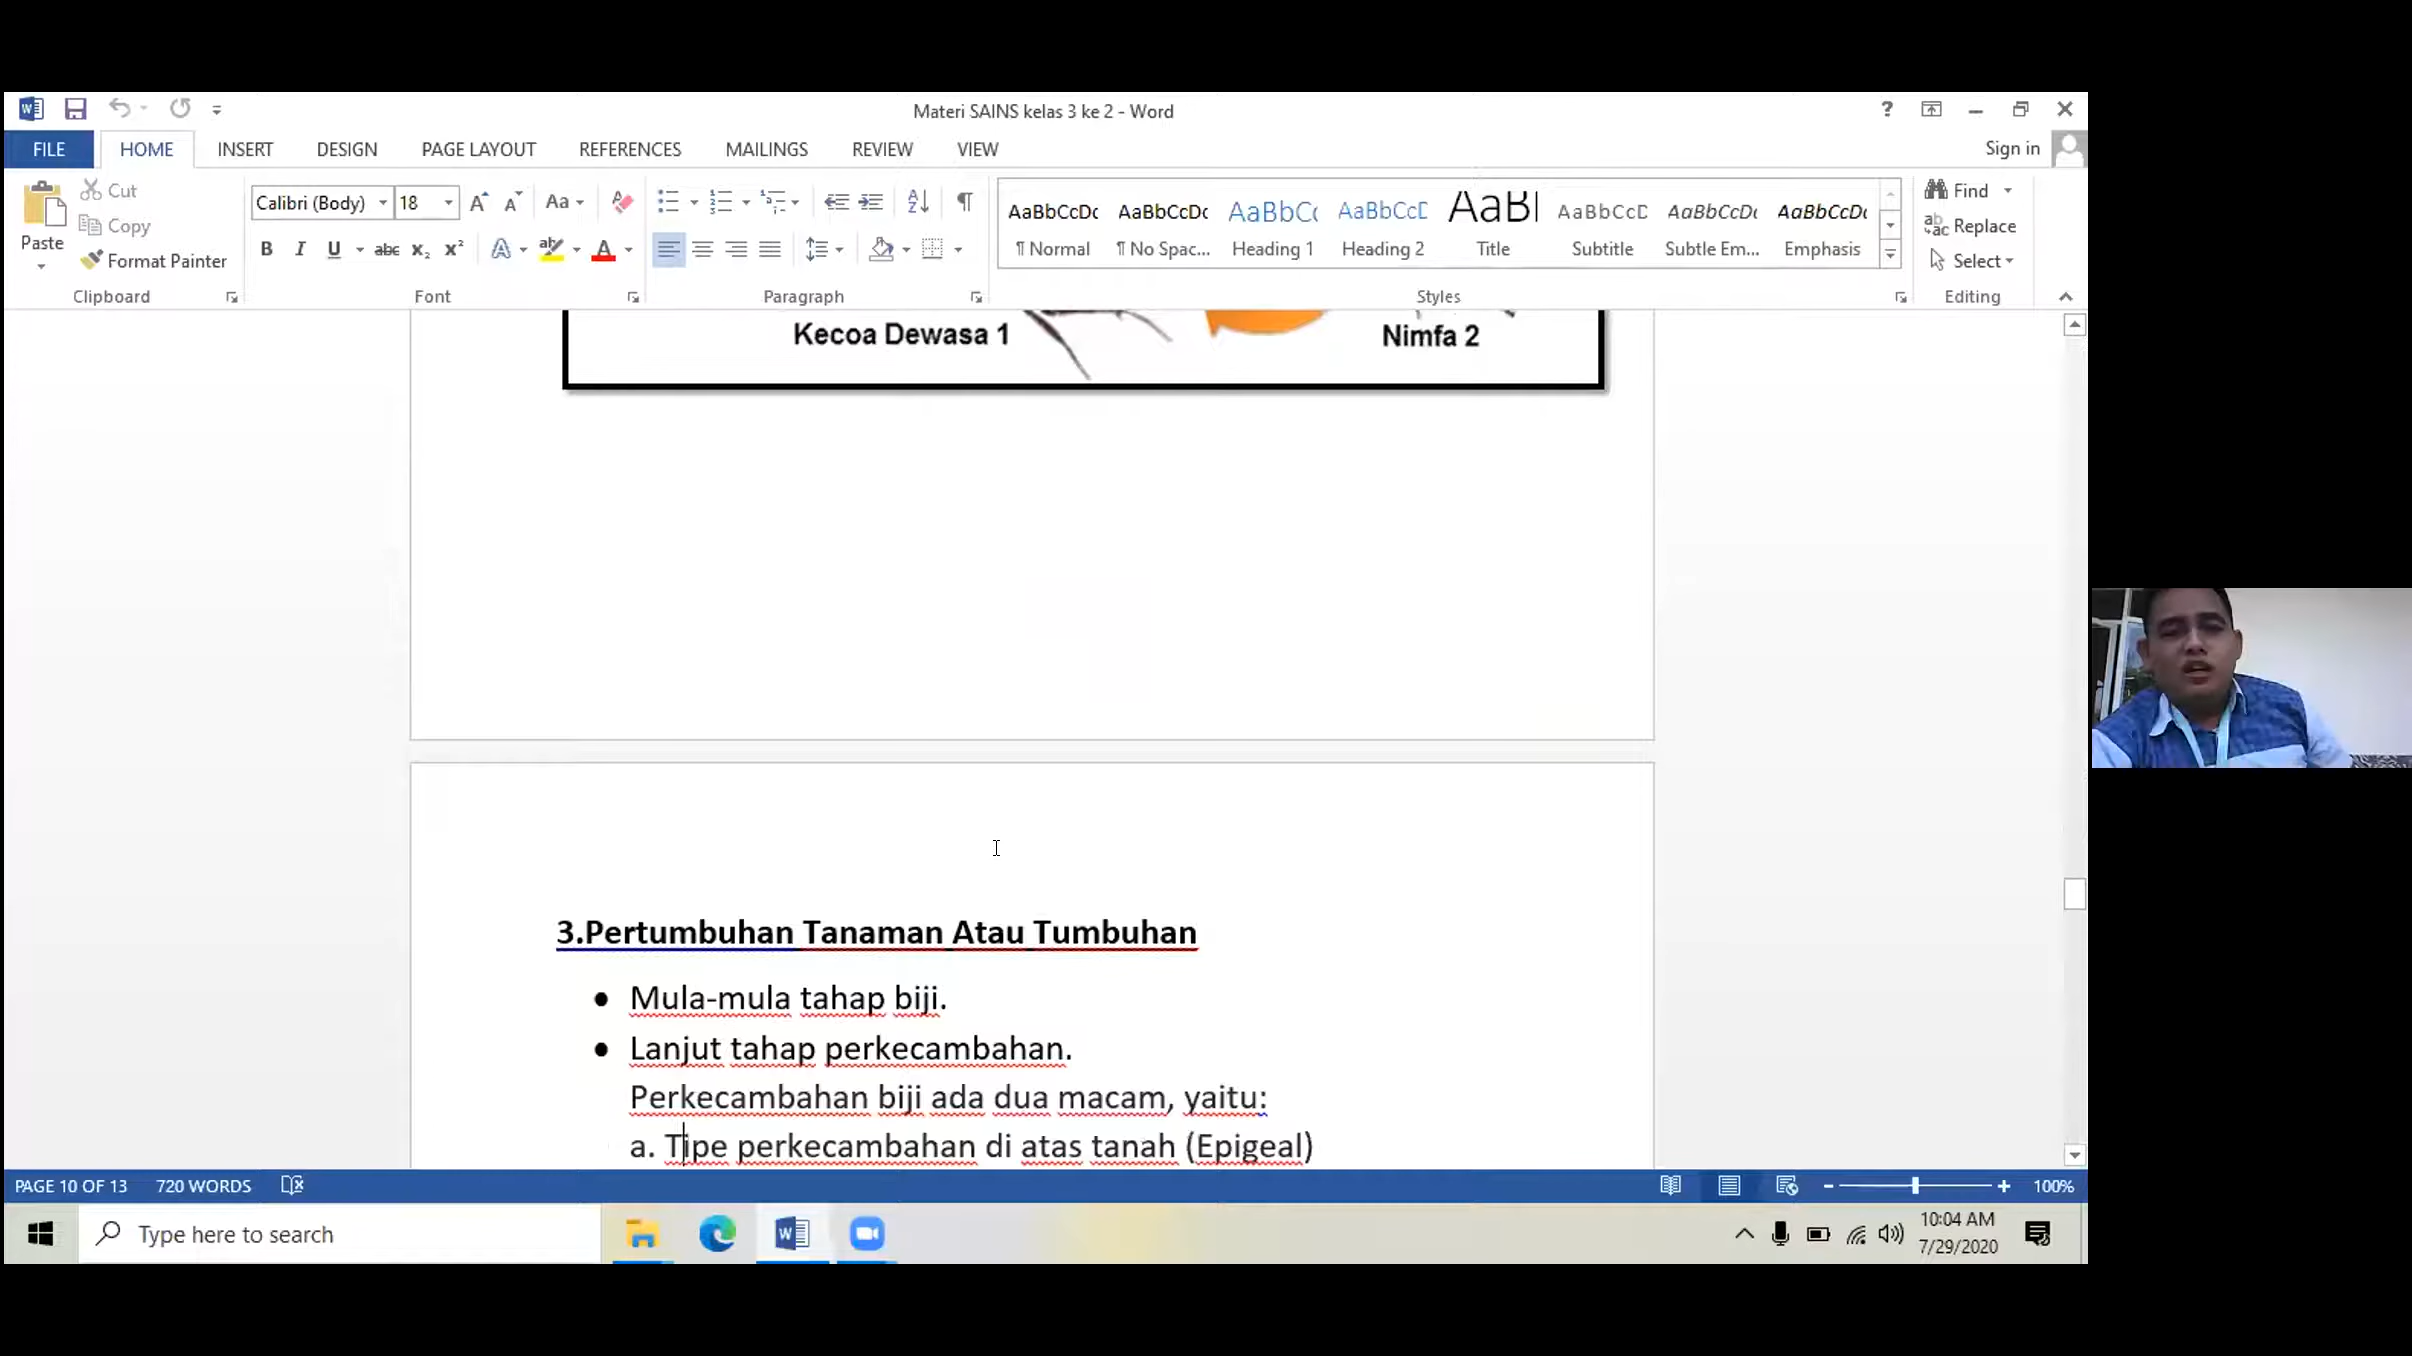 Materi SAINS kelas 3 ke 2 - Word
?
FILE HOME INSERT DESIGN PAGE LAYOUT REFERENCES MAILINGS REVIEW VIEW Sign in
Paste
Cut
Copy
Format Painter
Clipboard
Calibri (Body) 18
Font
Paragraph
AaBbCcDc AaBbCcDc AaBbCc AaBbCcD AaBl AaBbCcD AaBbCcDc AaBbCcDc
¶ Normal ¶ No Spac... Heading 1 Heading 2 Title Subtitle Subtle Em... Emphasis
Styles
Find
Replace
Select
Editing
Kecoa Dewasa 1
Nimfa 2
3.Pertumbuhan Tanaman Atau Tumbuhan
• Mula-mula tahap biji.
• Lanjut tahap perkecambahan.
Perkecambahan biji ada dua macam, yaitu:
a. Tipe perkecambahan di atas tanah (Epigeal)
PAGE 10 OF 13 720 WORDS 100%
Type here to search
10:04 AM
7/29/2020